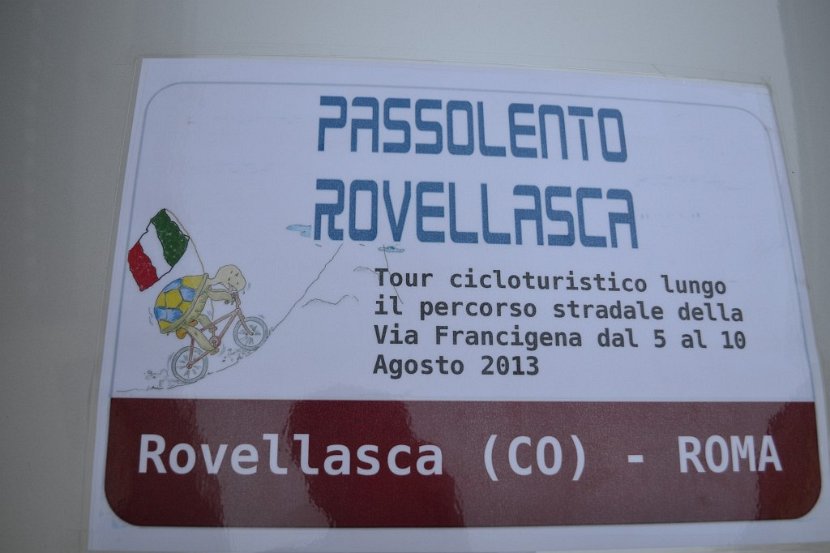 PASSOLENTO
ROVELLASCA
Tour cicloturistico lungo
il percorso stradale della
Via Francigena dal 5 al 10
Agosto 2013
Rovellasca (CO) - ROMA